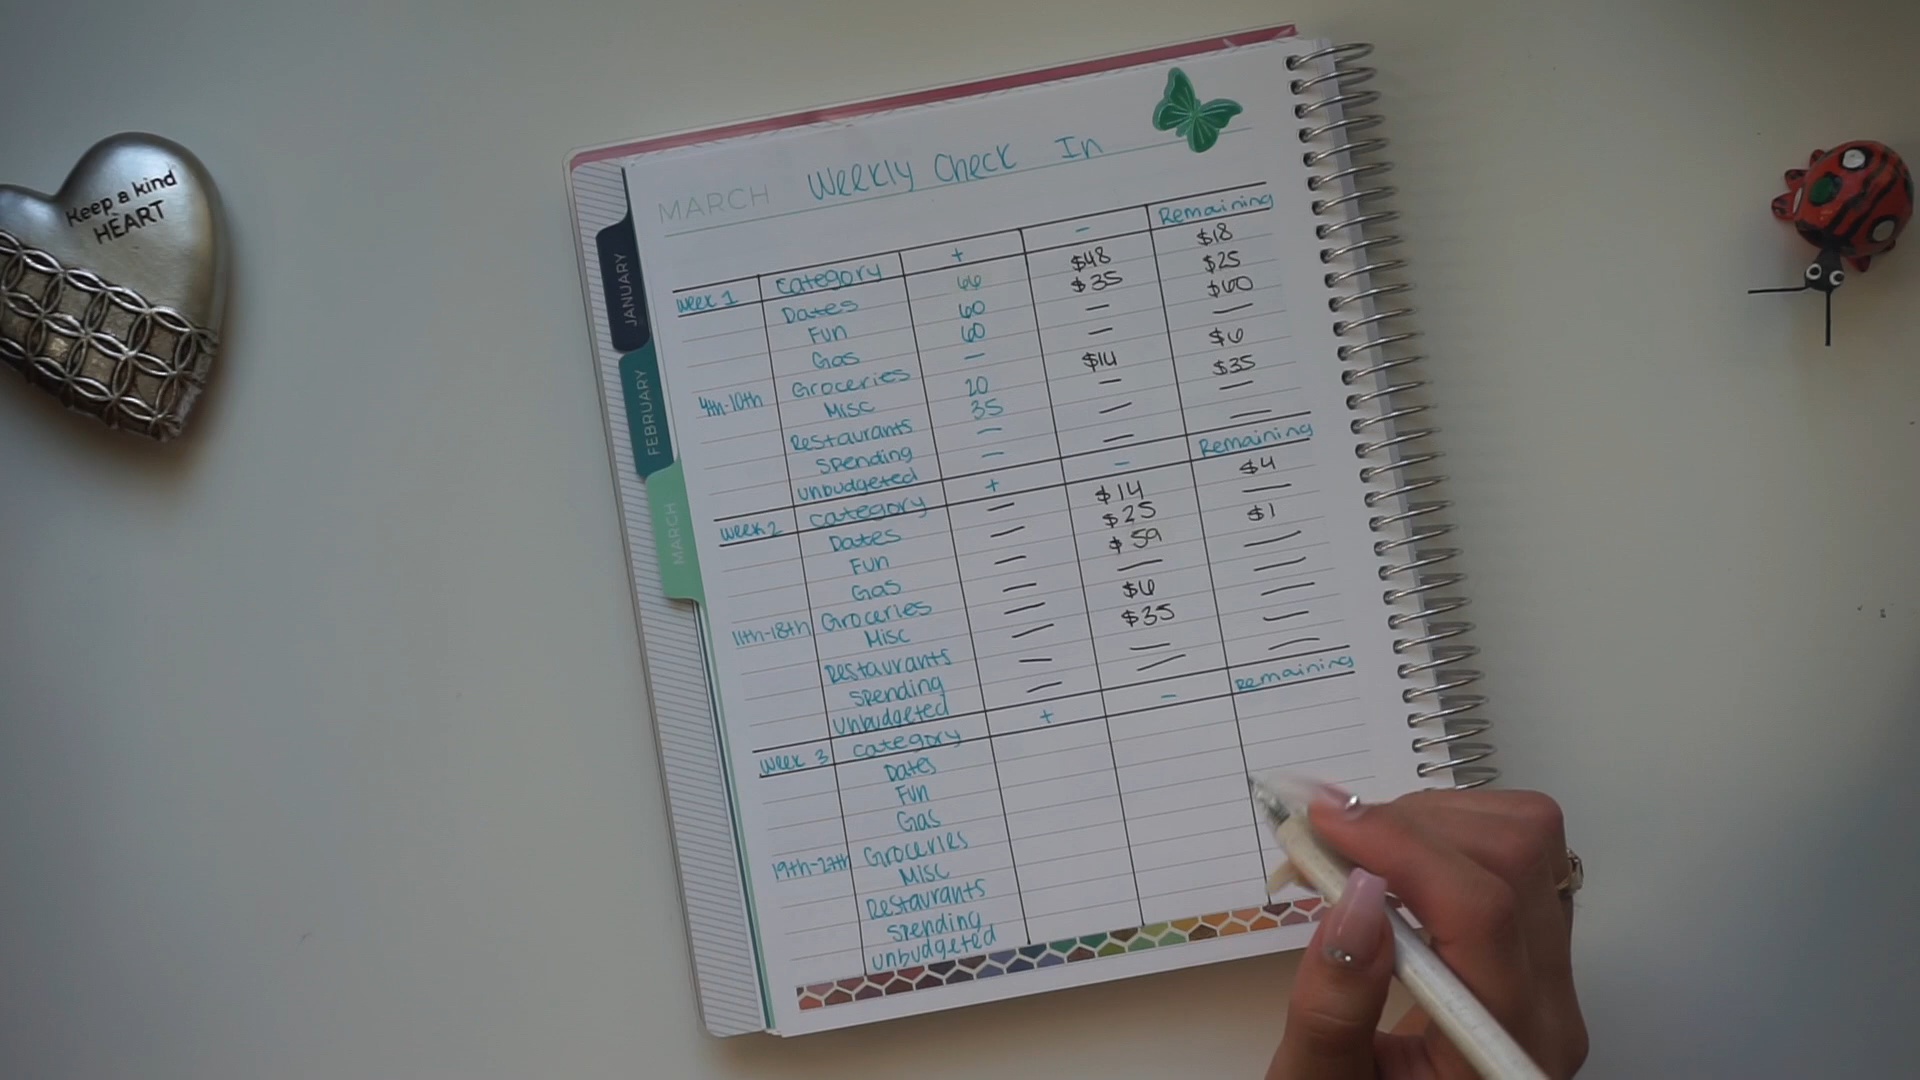 Keep a kind
HEART
JANUARY
FEBRUARY
MARCH
MARCH Weekly Check In
Week 1 Category + - Remaining
Dates 66 $48 $18
Fun 60 $35 $25
Gas 60 — $60
Groceries — — —
4th-10th Misc 20 $14 $6
Restaurants 35 — $35
Spending — — —
Unbudgeted — — —
Week 2 Category + - Remaining
Dates — $14 $4
Fun — $25 —
Gas — $59 $1
Groceries — — —
11th-18th Misc — $6 —
Restaurants — $35 —
Spending — — —
Unbudgeted — — —
Week 3 Category + - Remaining
Dates
Fun
Gas
Groceries
19th-27th Misc
Restaurants
Spending
Unbudgeted